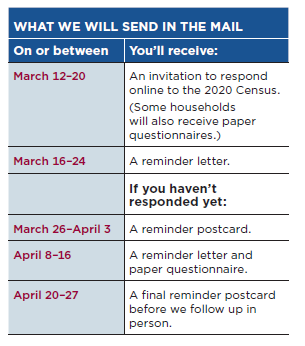 WHAT WE WILL SEND IN THE MAIL
On or between You'll receive:
March 12–20 An invitation to respond
online to the 2020 Census.
(Some households
will also receive paper
questionnaires.)
March 16–24 A reminder letter.
If you haven't
responded yet:
March 26–April 3 A reminder postcard.
April 8–16 A reminder letter and
paper questionnaire.
April 20–27 A final reminder postcard
before we follow up in
person.